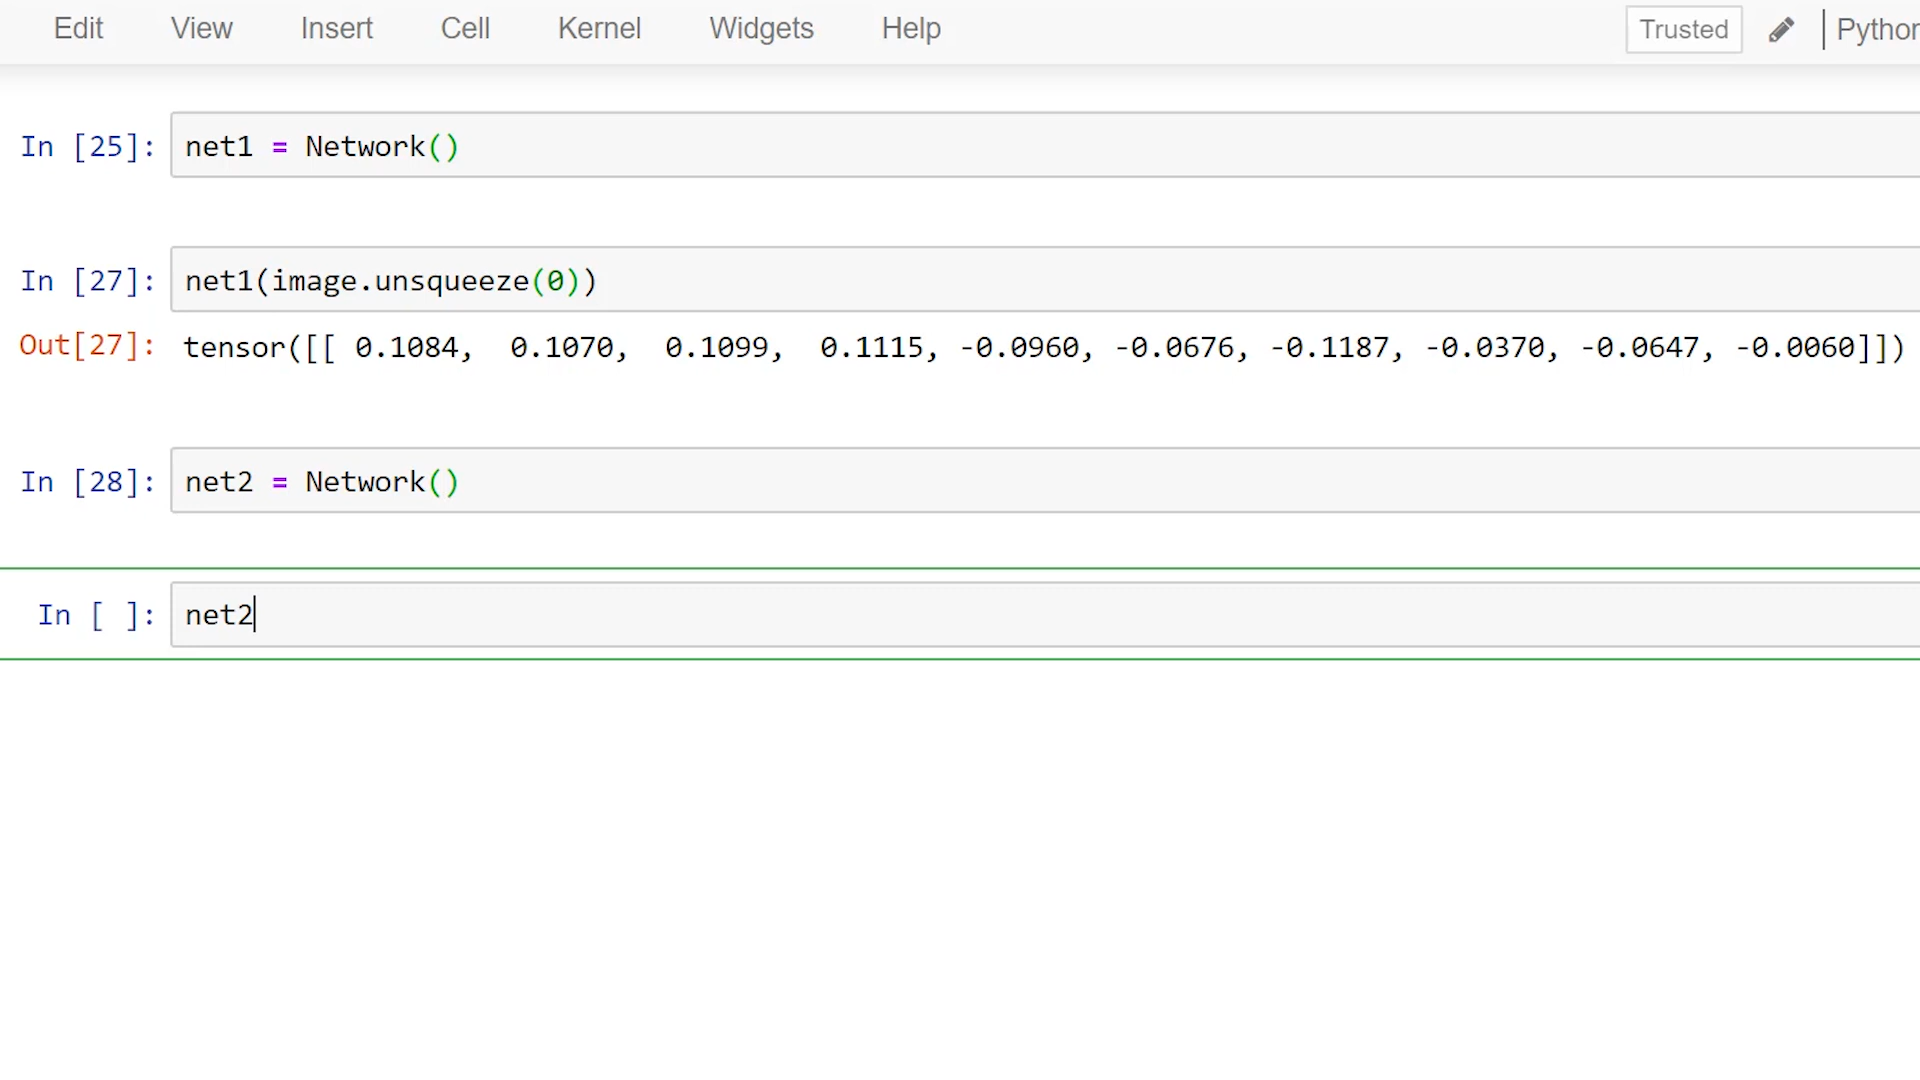 Edit View Insert Cell Kernel Widgets Help Trusted Python
In [25]: net1 = Network()
In [27]: net1(image.unsqueeze(0))
Out[27]: tensor([[ 0.1084,  0.1070,  0.1099,  0.1115, -0.0960, -0.0676, -0.1187, -0.0370, -0.0647, -0.0060]])
In [28]: net2 = Network()
In [ ]: net2